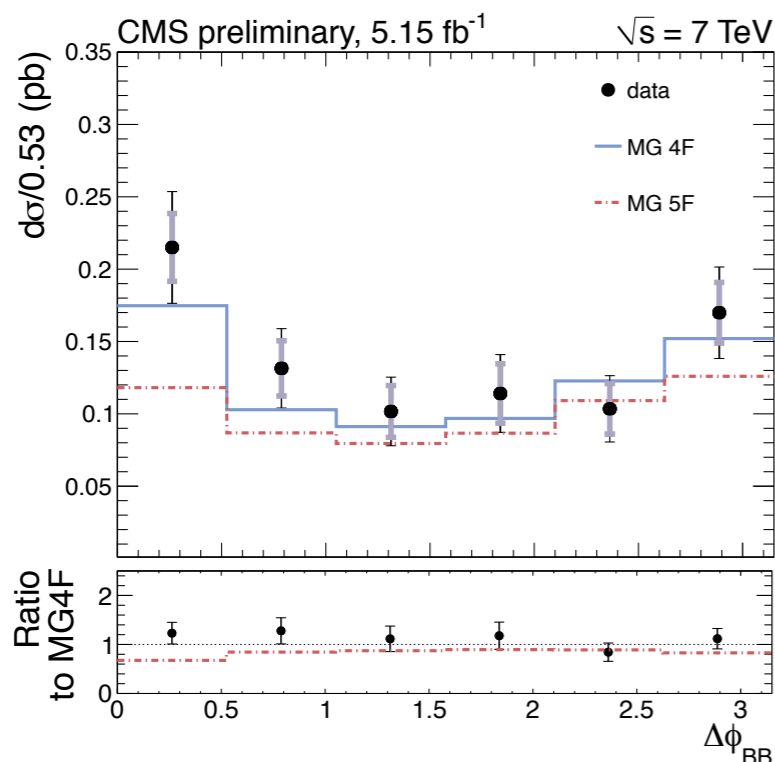 CMS preliminary, 5.15 fb⁻¹ √s = 7 TeV
dσ/0.53 (pb)
0.35
0.3
0.25
0.2
0.15
0.1
0.05
data
MG 4F
MG 5F
Ratio
to MG4F
2
1
0
0 0.5 1 1.5 2 2.5 3
Δϕ_BB